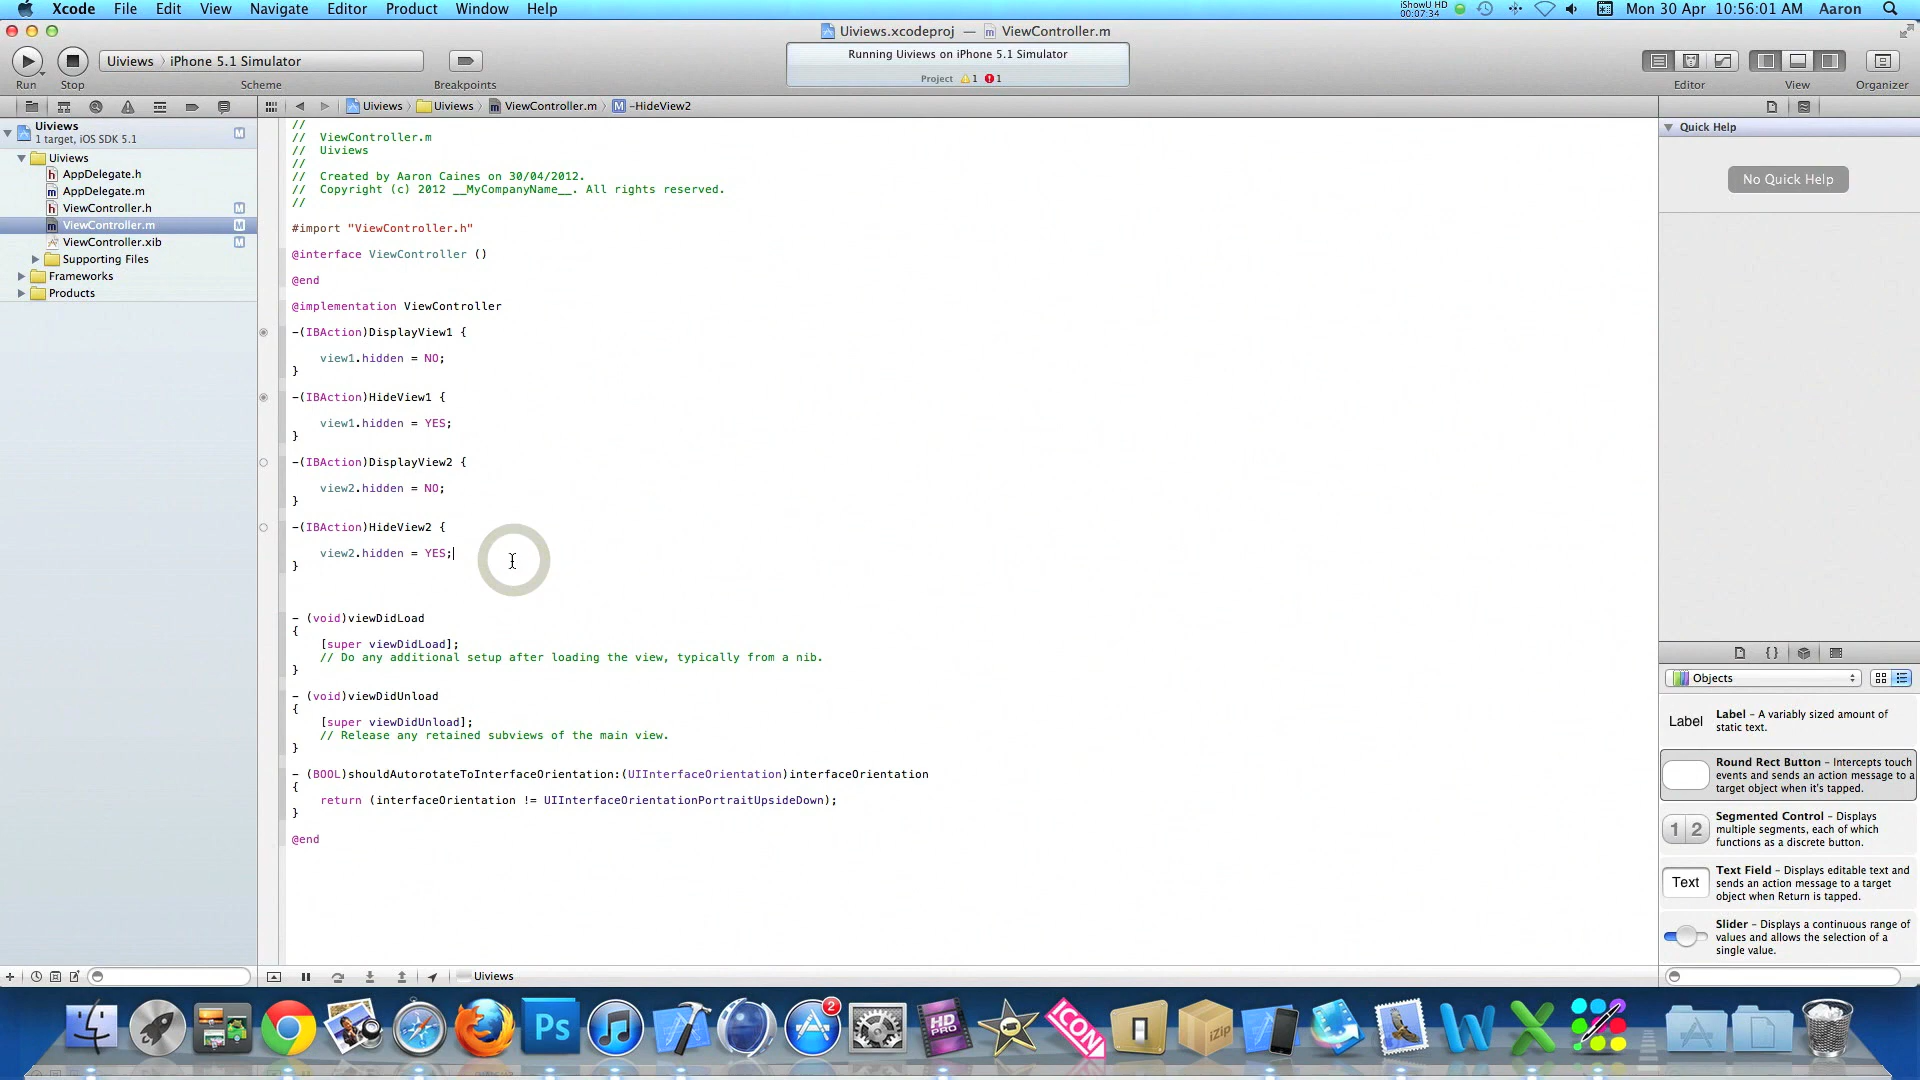 Xcode File Edit View Navigate Editor Product Window Help
iShowU HD
00:07:34
Mon 30 Apr 10:56:01 AM Aaron
Uiviews.xcodeproj — ViewController.m
Uiviews iPhone 5.1 Simulator
Running Uiviews on iPhone 5.1 Simulator
Project 1 1
Run Stop Scheme Breakpoints Editor View Organizer
Uiviews Uiviews ViewController.m M -HideView2
Uiviews M
1 target, iOS SDK 5.1
Uiviews
h AppDelegate.h
m AppDelegate.m
h ViewController.h M
m ViewController.m M
ViewController.xib M
Supporting Files
Frameworks
Products
//
//  ViewController.m
//  Uiviews
//
//  Created by Aaron Caines on 30/04/2012.
//  Copyright (c) 2012 __MyCompanyName__. All rights reserved.
//
#import "ViewController.h"
@interface ViewController ()
@end
@implementation ViewController
-(IBAction)DisplayView1 {
view1.hidden = NO;
}
-(IBAction)HideView1 {
view1.hidden = YES;
}
-(IBAction)DisplayView2 {
view2.hidden = NO;
}
-(IBAction)HideView2 {
view2.hidden = YES;
}
- (void)viewDidLoad
{
[super viewDidLoad];
// Do any additional setup after loading the view, typically from a nib.
}
- (void)viewDidUnload
{
[super viewDidUnload];
// Release any retained subviews of the main view.
}
- (BOOL)shouldAutorotateToInterfaceOrientation:(UIInterfaceOrientation)interfaceOrientation
{
return (interfaceOrientation != UIInterfaceOrientationPortraitUpsideDown);
}
@end
Quick Help
No Quick Help
{ }
Objects
Label
Label – A variably sized amount of
static text.
Round Rect Button – Intercepts touch
events and sends an action message to a
target object when it's tapped.
1 2
Segmented Control – Displays
multiple segments, each of which
functions as a discrete button.
Text
Text Field – Displays editable text and
sends an action message to a target
object when Return is tapped.
Slider – Displays a continuous range of
values and allows the selection of a
single value.
Uiviews
Ps
2
HD
PRO
ICON
iZip
W
X